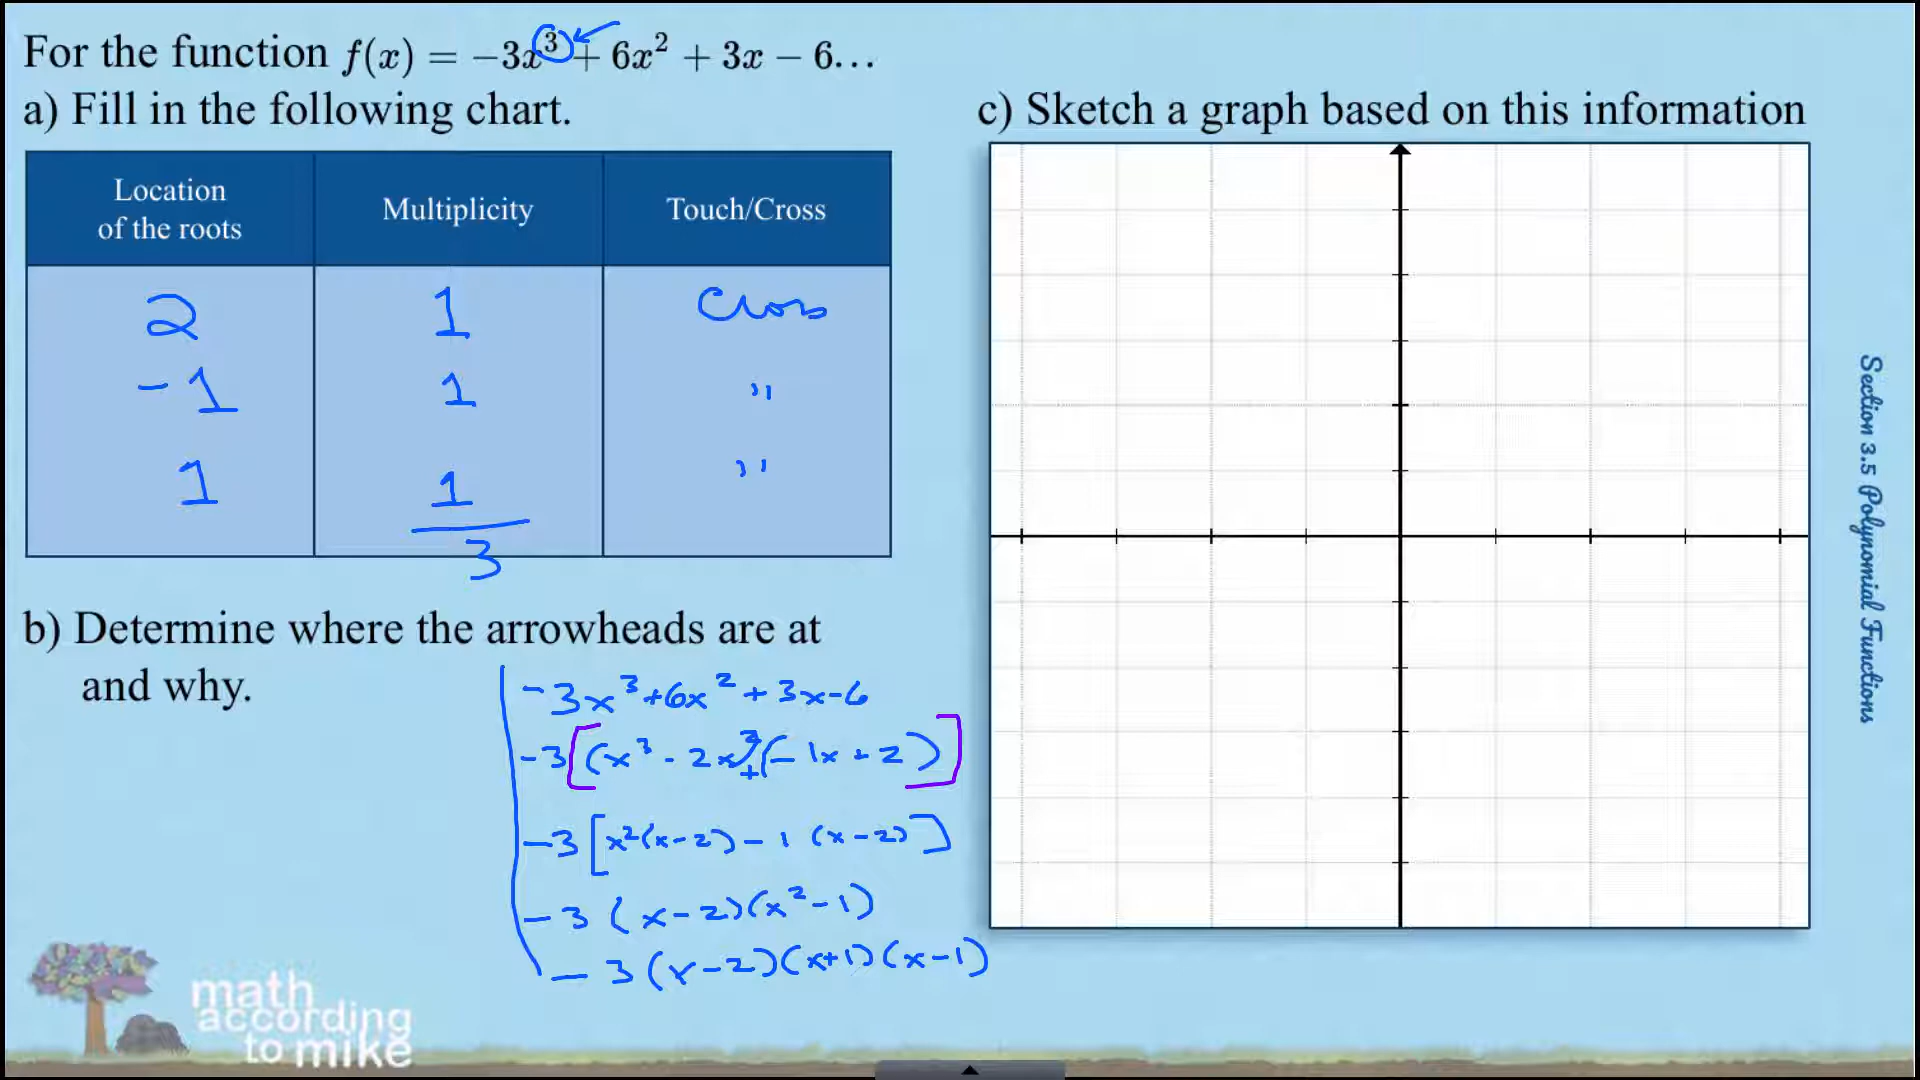 For the function f(x) = −3x³ + 6x² + 3x − 6...
a) Fill in the following chart.
Location of the roots | Multiplicity | Touch/Cross
2 | 1 | Cross
-1 | 1 | "
1 | 1 | "
3
b) Determine where the arrowheads are at
and why.
-3x³+6x²+3x-6
-3[(x³-2x²)+(-1x+2)]
-3[x²(x-2)-1(x-2)]
-3(x-2)(x²-1)
-3(x-2)(x+1)(x-1)
c) Sketch a graph based on this information
Section 3.5 Polynomial Functions
math
according
to mike